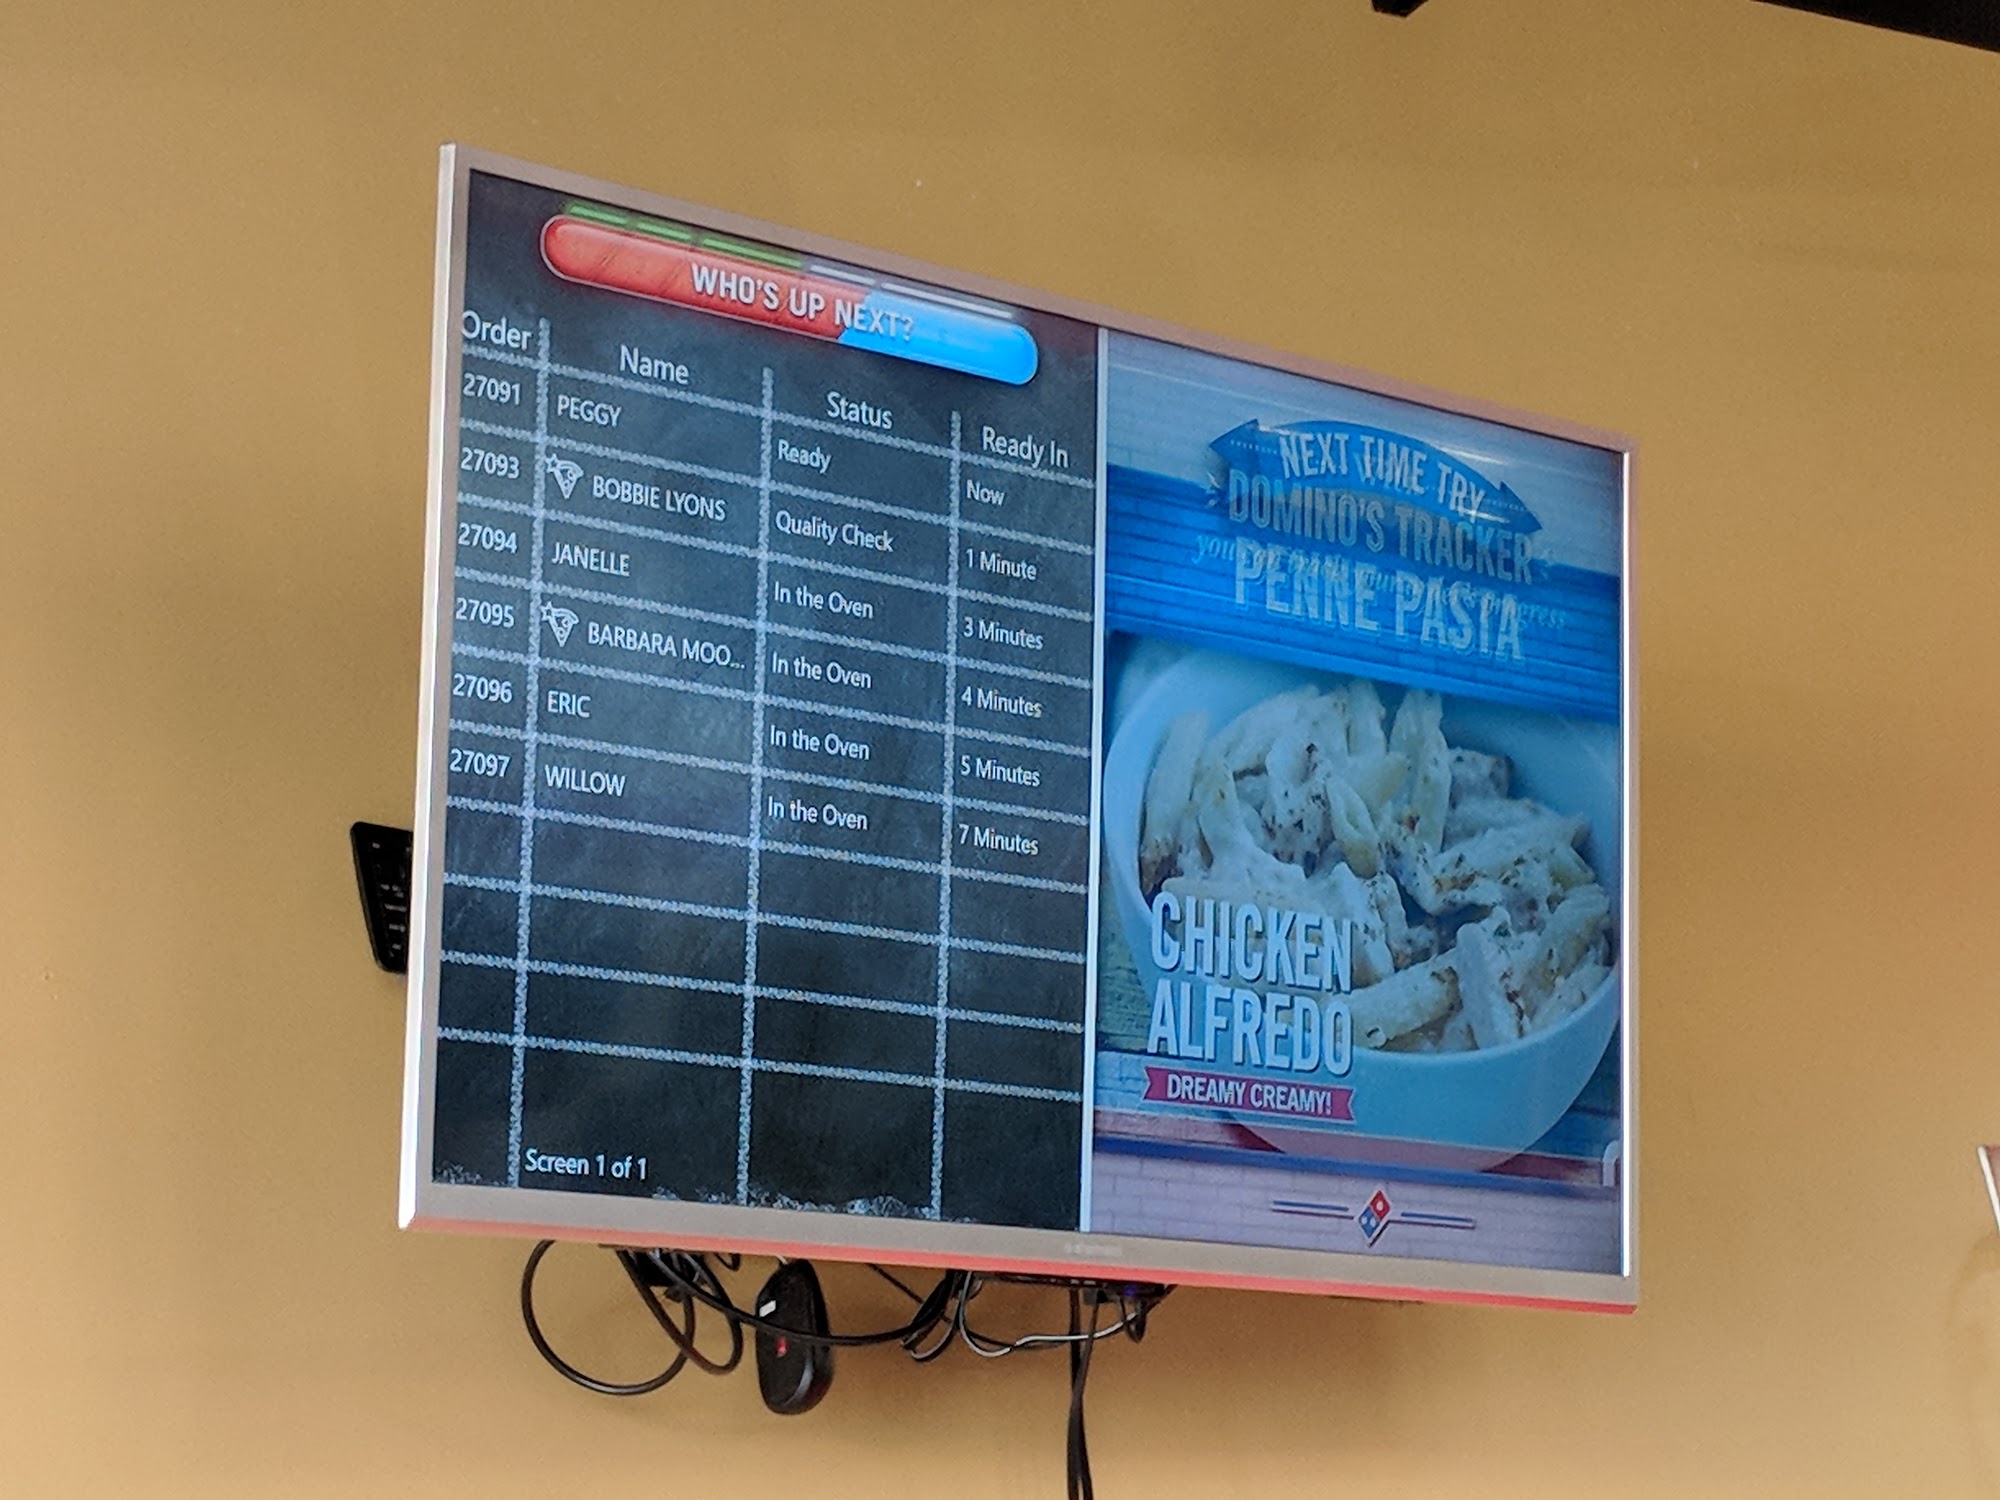 WHO'S UP NEXT?
Order Name Status Ready In
27091 PEGGY Ready Now
27093 BOBBIE LYONS Quality Check 1 Minute
27094 JANELLE In the Oven 3 Minutes
27095 BARBARA MOO... In the Oven 4 Minutes
27096 ERIC In the Oven 5 Minutes
27097 WILLOW In the Oven 7 Minutes
Screen 1 of 1
NEXT TIME TRY
DOMINO'S TRACKER
PENNE PASTA
CHICKEN
ALFREDO
DREAMY CREAMY!